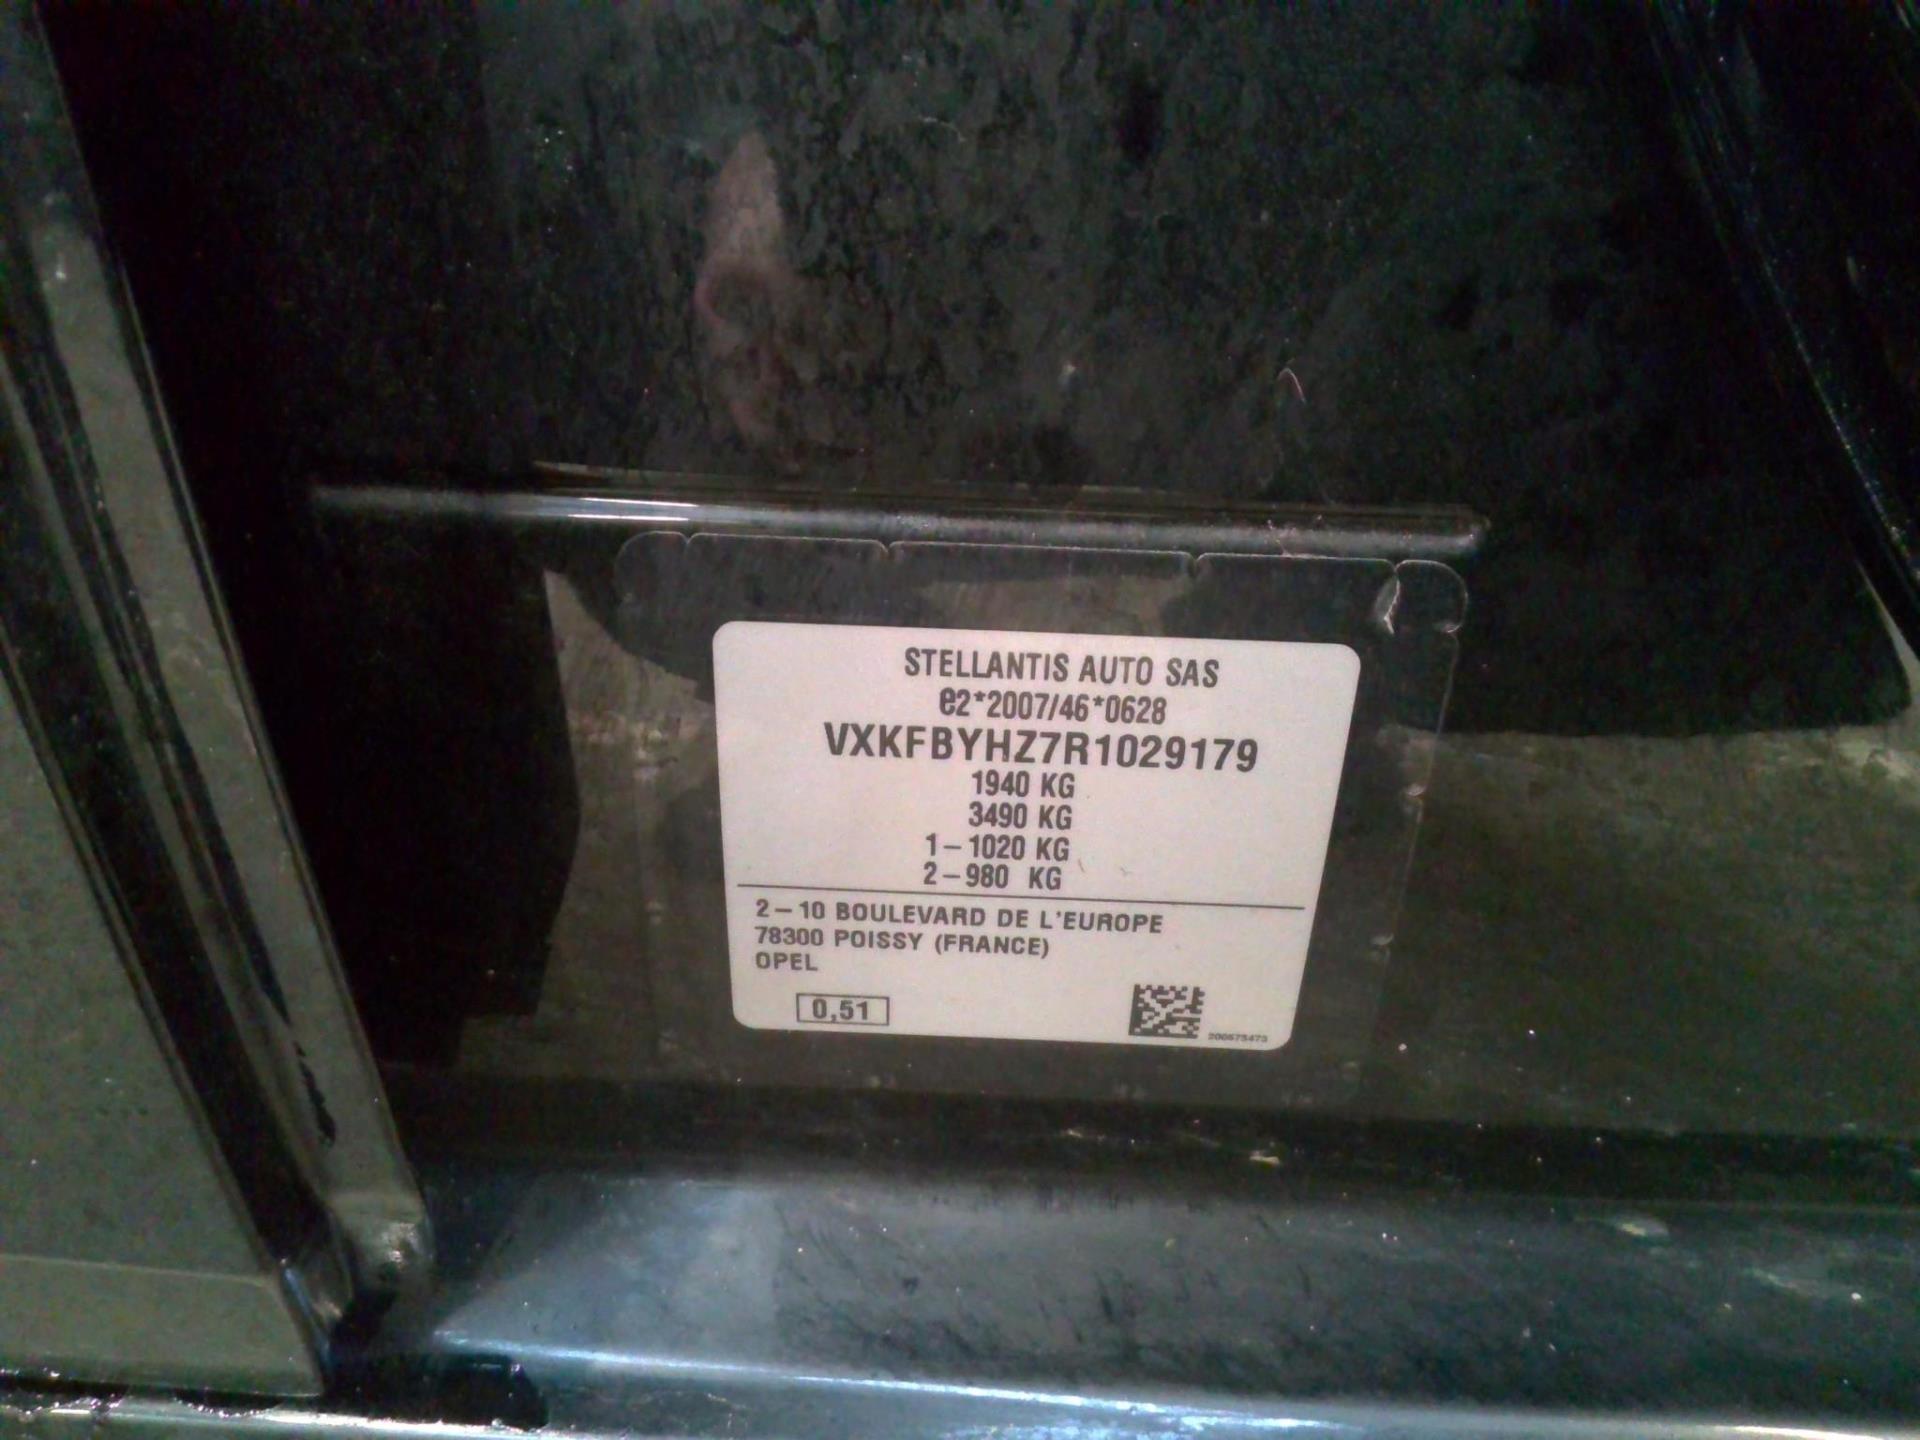 STELLANTIS AUTO SAS
e2*2007/46*0628
VXKFBYHZ7R1029179
1940 KG
3490 KG
1–1020 KG
2–980 KG
2–10 BOULEVARD DE L'EUROPE
78300 POISSY (FRANCE)
OPEL
0,51